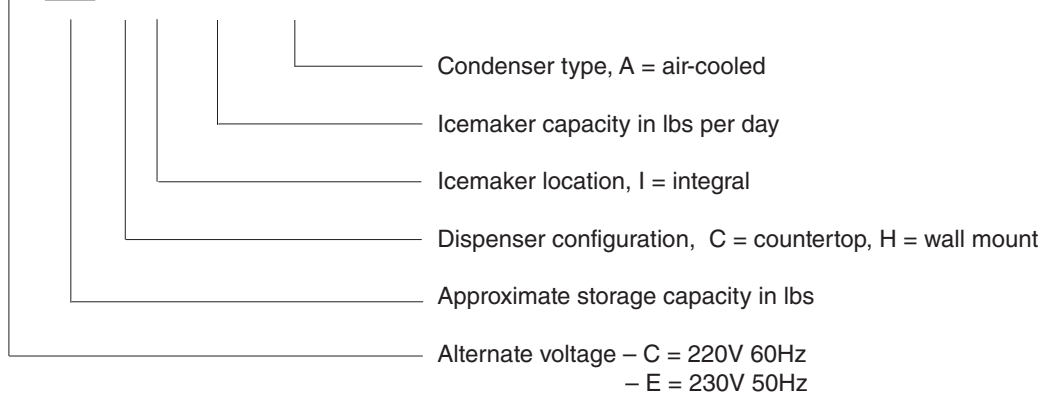 Condenser type, A = air-cooled
Icemaker capacity in lbs per day
Icemaker location, I = integral
Dispenser configuration,  C = countertop, H = wall mount
Approximate storage capacity in lbs
Alternate voltage – C = 220V 60Hz
– E = 230V 50Hz